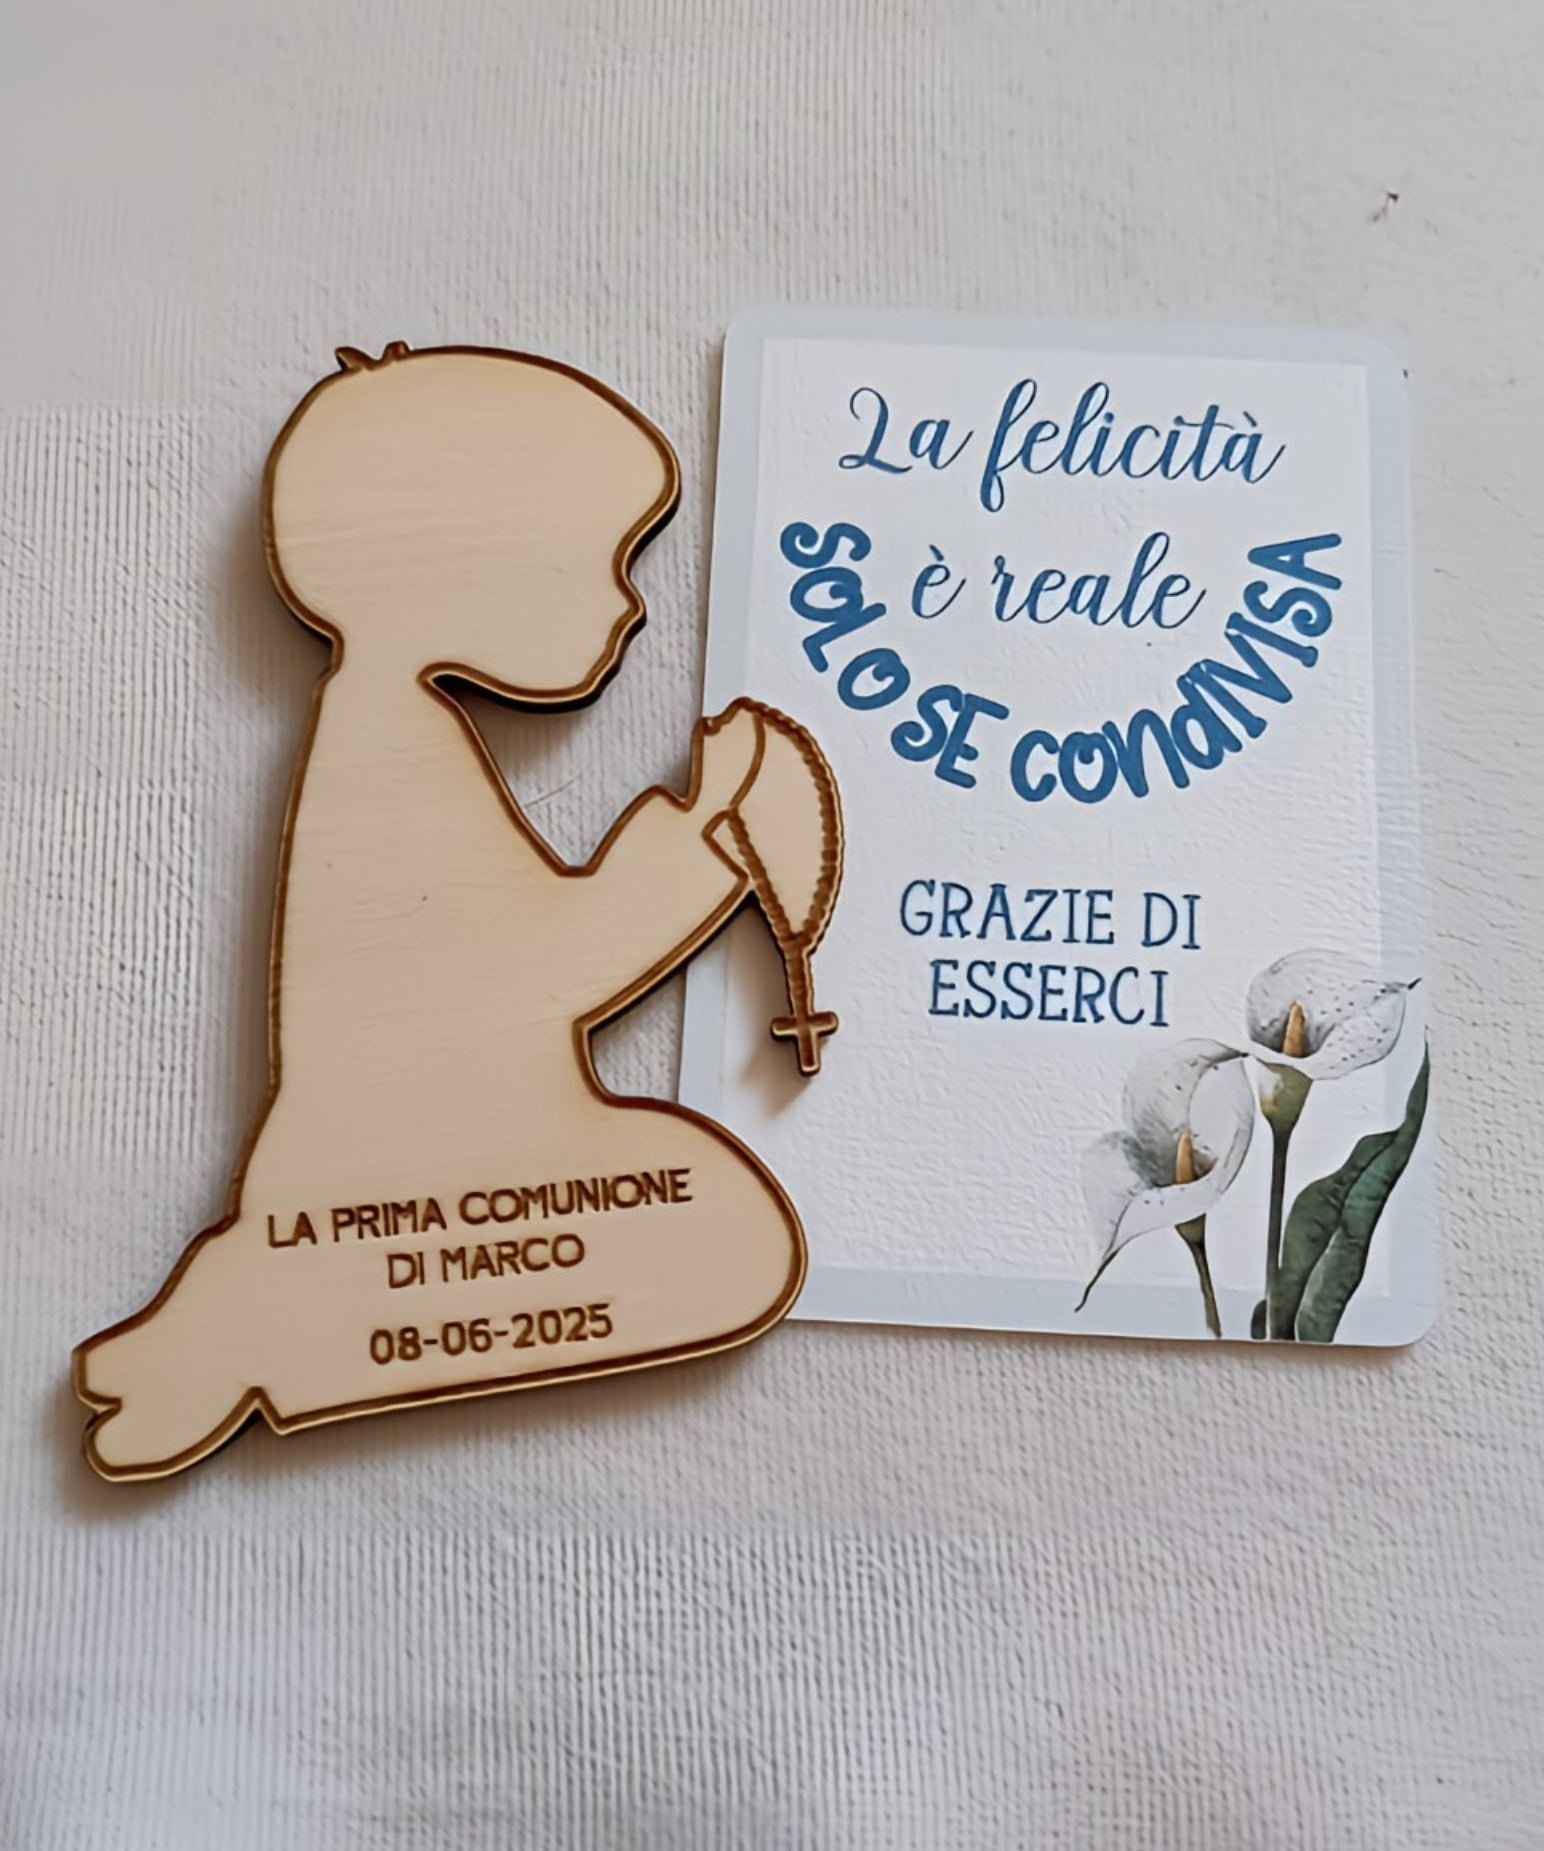 La felicità
è reale
SOLO SE condIVISA
GRAZIE DI
ESSERCI
LA PRIMA COMUNIONE
DI MARCO
08-06-2025